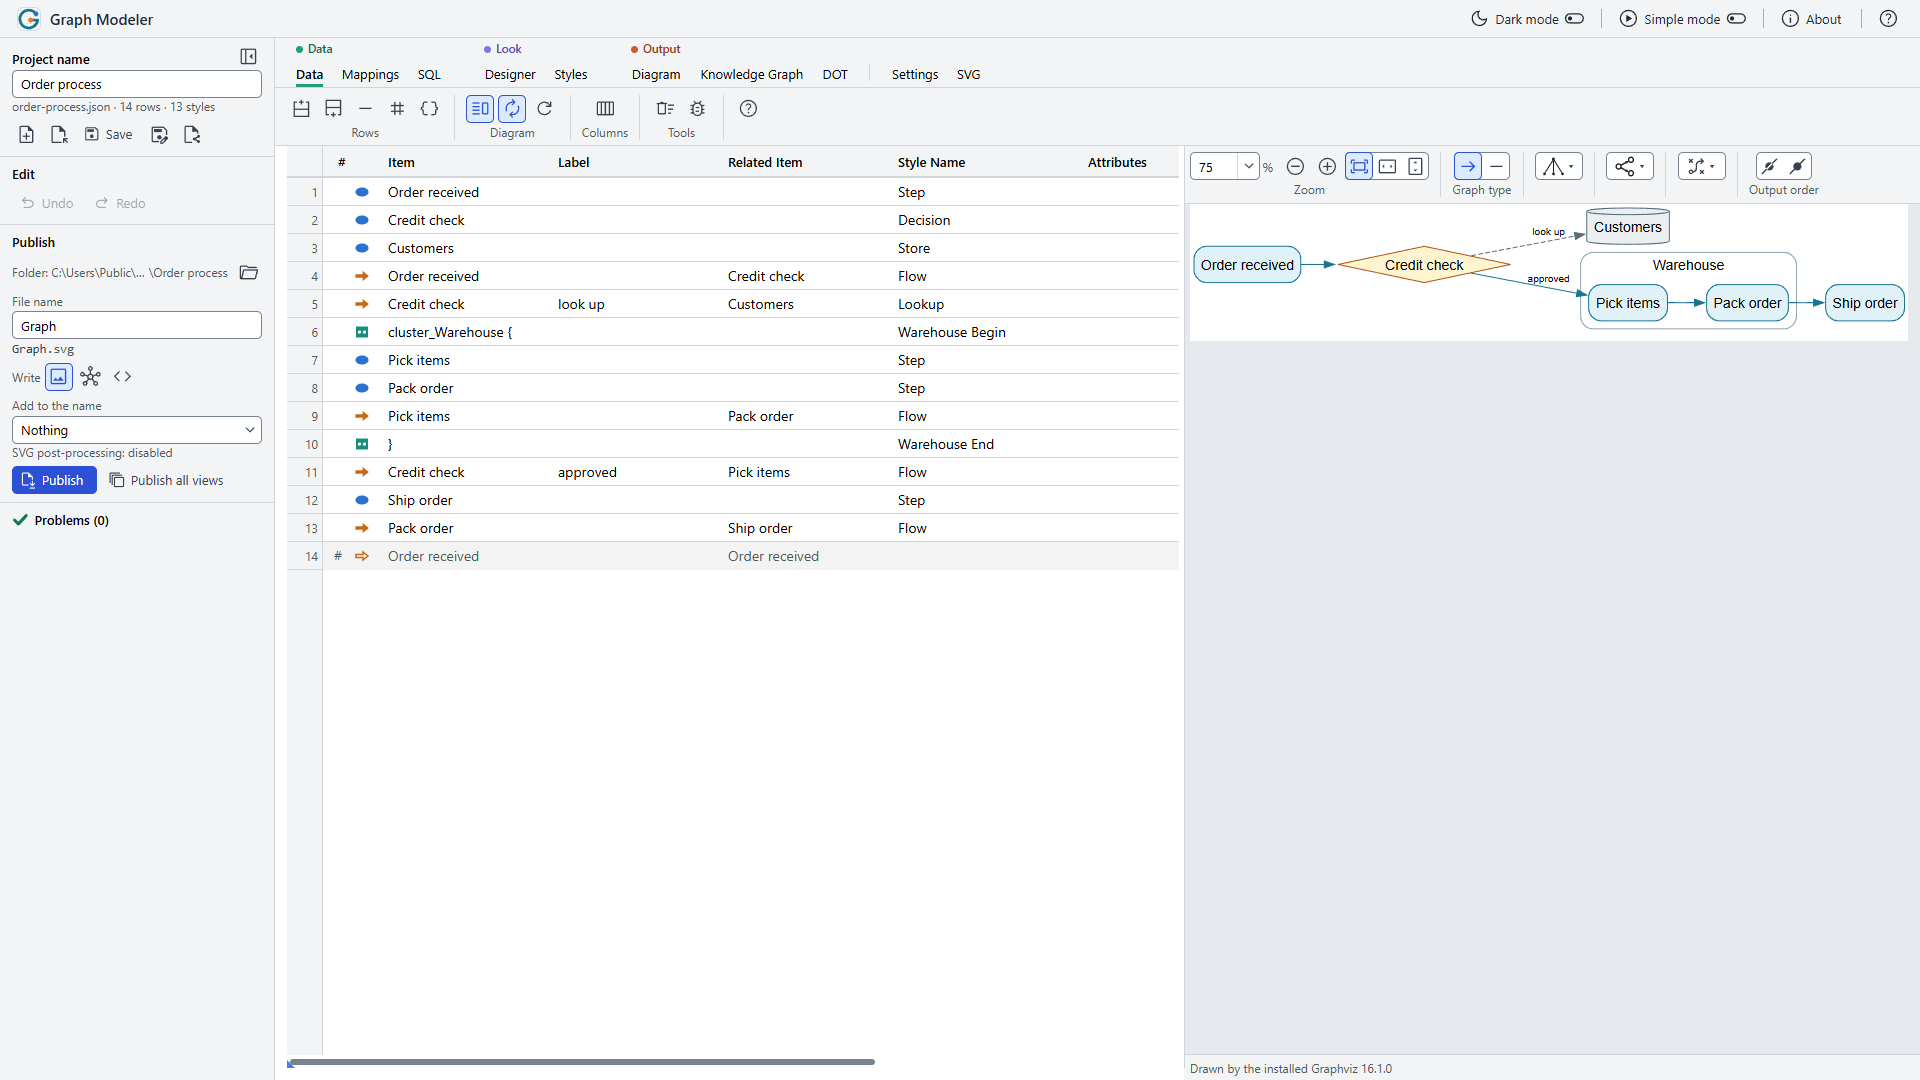 Graph Modeler
Dark mode
Simple mode
About
Project name
Order process
order-process.json · 14 rows · 13 styles
Save
Edit
Undo Redo
Publish
Folder: C:\Users\Public\... \Order process
File name
Graph
Graph.svg
Write
Add to the name
Nothing
SVG post-processing: disabled
Publish Publish all views
Problems (0)
Data Look Output
Data Mappings SQL Designer Styles Diagram Knowledge Graph DOT Settings SVG
Rows Diagram Columns Tools
# Item Label Related Item Style Name Attributes
1 Order received Step
2 Credit check Decision
3 Customers Store
4 Order received Credit check Flow
5 Credit check look up Customers Lookup
6 cluster_Warehouse { Warehouse Begin
7 Pick items Step
8 Pack order Step
9 Pick items Pack order Flow
10 } Warehouse End
11 Credit check approved Pick items Flow
12 Ship order Step
13 Pack order Ship order Flow
14 # Order received Order received
75 %
Zoom Graph type Output order
Customers
look up
Order received
Credit check
Warehouse
approved
Pick items
Pack order
Ship order
Drawn by the installed Graphviz 16.1.0